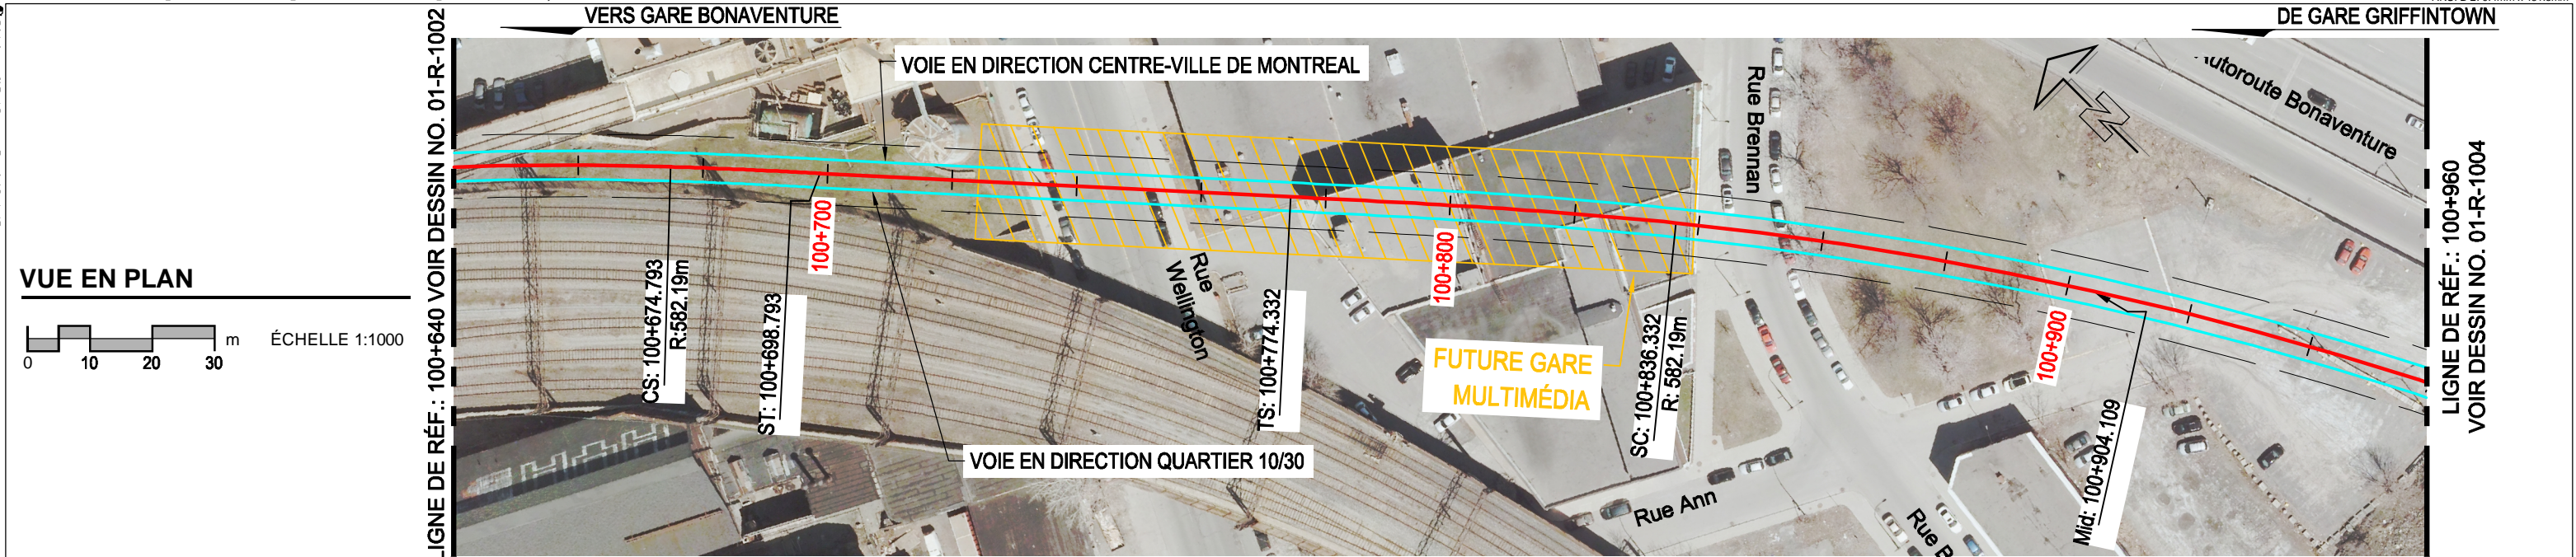 VERS GARE BONAVENTURE
DE GARE GRIFFINTOWN
VOIE EN DIRECTION CENTRE-VILLE DE MONTREAL
LIGNE DE RÉF.: 100+640 VOIR DESSIN NO. 01-R-1002
Rue Brennan
Autoroute Bonaventure
N
LIGNE DE RÉF.: 100+960
VOIR DESSIN NO. 01-R-1004
VUE EN PLAN
0 10 20 30 m
ÉCHELLE 1:1000
CS: 100+674.793
R:582.19m
ST: 100+698.793
100+700
Rue
Wellington
TS: 100+774.332
100+800
FUTURE GARE
MULTIMÉDIA
SC: 100+836.332
R: 582.19m
100+900
Mid: 100+904.109
VOIE EN DIRECTION QUARTIER 10/30
Rue Ann
Rue